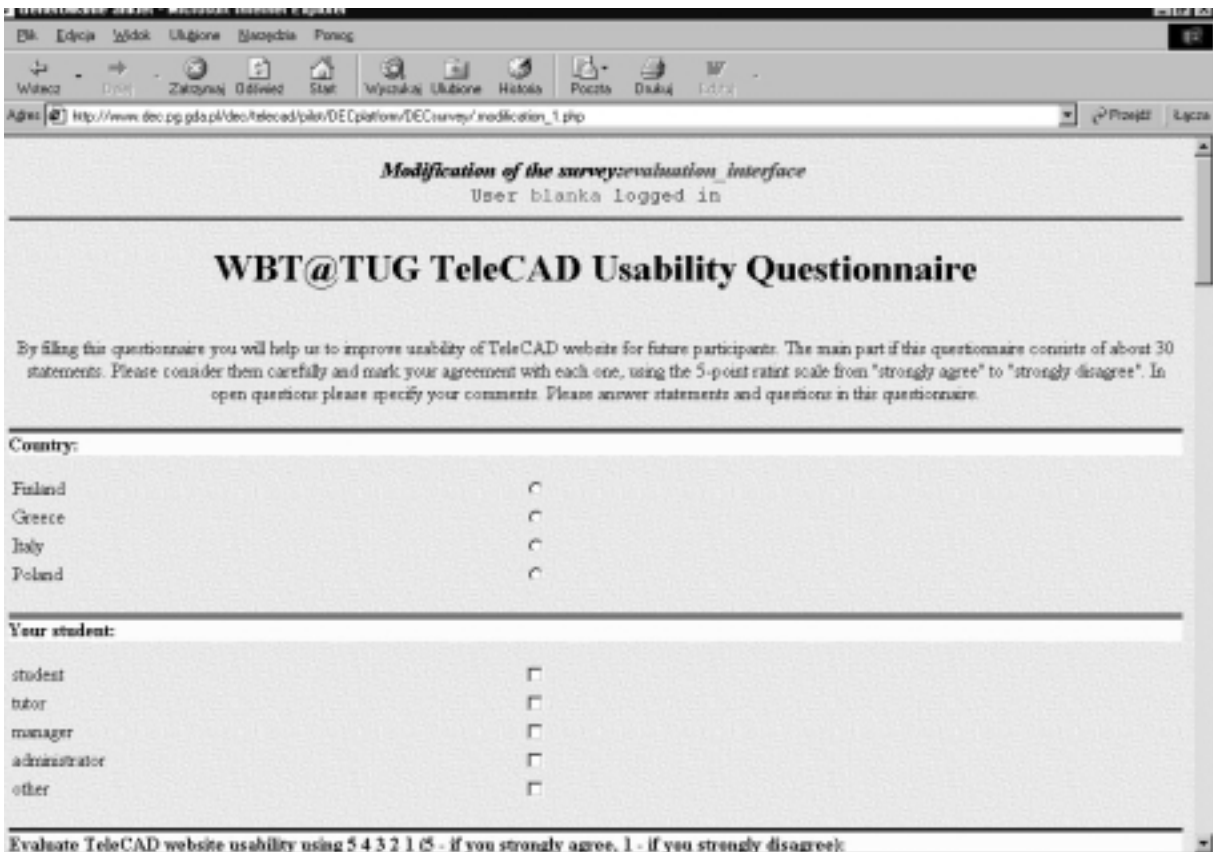 Microsoft Internet Explorer
Plik Edycja Widok Ulubione Narzędzia Pomoc
Wstecz Dalej Zatrzymaj Odśwież Start Wyszukaj Ulubione Historia Poczta Drukuj Edytuj
Adres http://www.dec.pg.gda.pl/dec/telecad/pilot/DECplatform/DECsurvey/modification_1.php Przejdź Łącza
Modification of the survey:evaluation_interface
User blanka logged in
WBT@TUG TeleCAD Usability Questionnaire
By filling this questionnaire you will help us to improve usability of TeleCAD website for future participants. The main part if this questionnaire consists of about 30
statements. Please consider them carefully and mark your agreement with each one, using the 5-point ratint scale from "strongly agree" to "strongly disagree". In
open questions please specify your comments. Please answer statements and questions in this questionnaire.
Country:
Finland
Greece
Italy
Poland
Your student:
student
tutor
manager
administrator
other
Evaluate TeleCAD website usability using 5 4 3 2 1 (5 - if you strongly agree, 1 - if you strongly disagree):